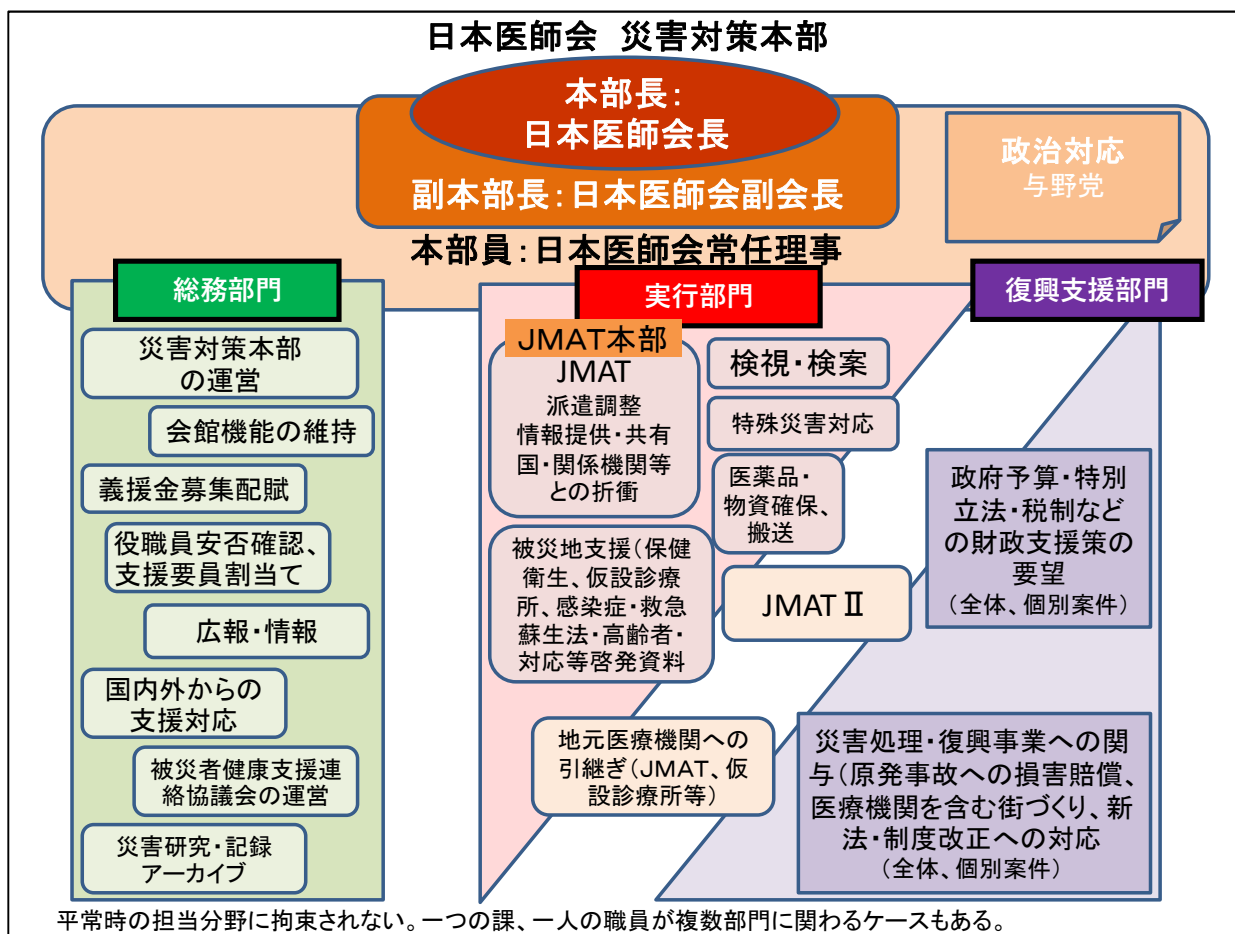 日本医師会 災害対策本部
本部長：
日本医師会長
副本部長：日本医師会副会長
本部員：日本医師会常任理事
政治対応
与野党
総務部門
災害対策本部
の運営
会館機能の維持
義援金募集配賦
役職員安否確認、
支援要員割当て
広報・情報
国内外からの
支援対応
被災者健康支援連
絡協議会の運営
災害研究・記録
アーカイブ
実行部門
ＪＭＡＴ本部
JMAT
派遣調整
情報提供・共有
国・関係機関等
との折衝
被災地支援（保健
衛生、仮設診療
所、感染症・救急
蘇生法・高齢者・
対応等啓発資料
検視・検案
特殊災害対応
医薬品・
物資確保、
搬送
JMATⅡ
地元医療機関への
引継ぎ（ＪＭＡＴ、仮
設診療所等）
復興支援部門
政府予算・特別
立法・税制など
の財政支援策の
要望
（全体、個別案件）
災害処理・復興事業への関
与（原発事故への損害賠償、
医療機関を含む街づくり、新
法・制度改正への対応
（全体、個別案件）
平常時の担当分野に拘束されない。一つの課、一人の職員が複数部門に関わるケースもある。